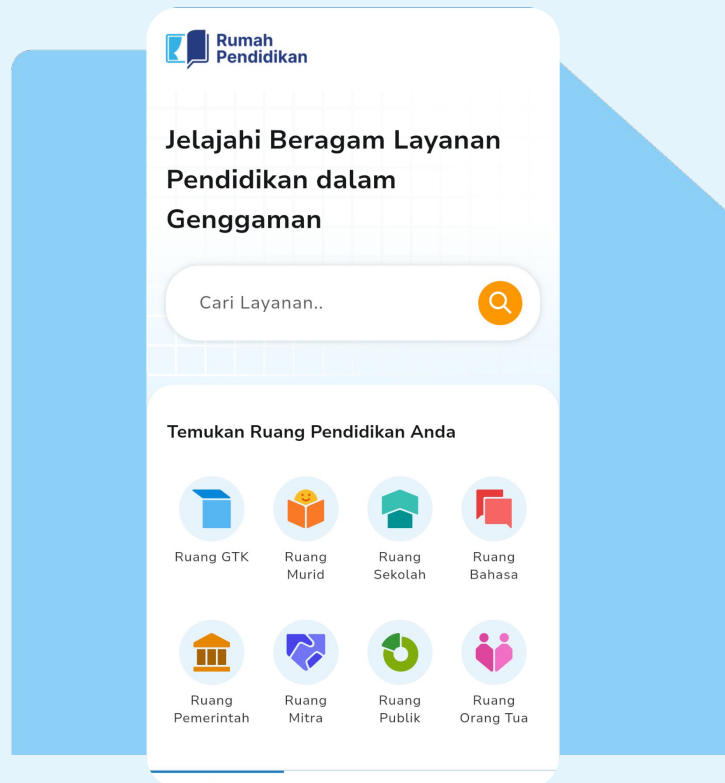 Rumah
Pendidikan
Jelajahi Beragam Layanan
Pendidikan dalam
Genggaman
Cari Layanan..
Temukan Ruang Pendidikan Anda
Ruang GTK
Ruang
Murid
Ruang
Sekolah
Ruang
Bahasa
Ruang
Pemerintah
Ruang
Mitra
Ruang
Publik
Ruang
Orang Tua